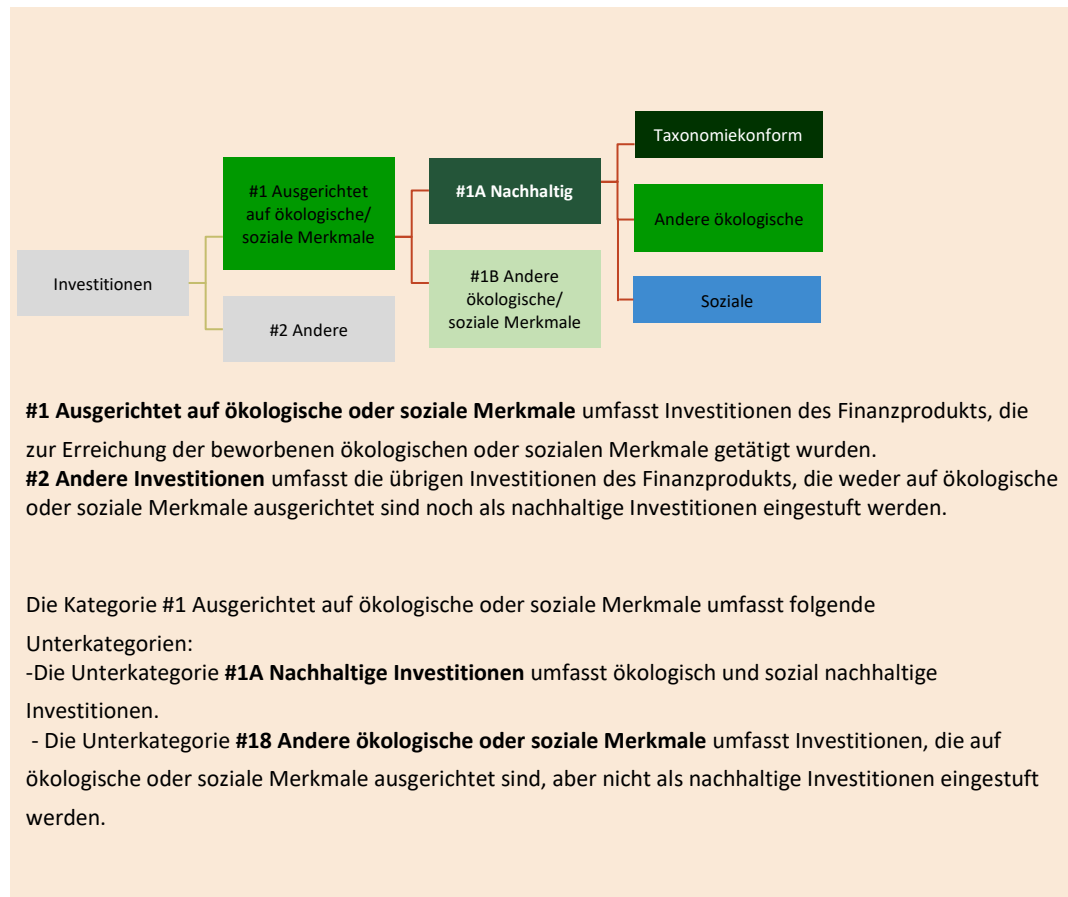 Taxonomiekonform
#1 Ausgerichtet
auf ökologische/
soziale Merkmale
#1A Nachhaltig
Andere ökologische
Investitionen
#1B Andere
ökologische/
soziale Merkmale
Soziale
#2 Andere
#1 Ausgerichtet auf ökologische oder soziale Merkmale umfasst Investitionen des Finanzprodukts, die
zur Erreichung der beworbenen ökologischen oder sozialen Merkmale getätigt wurden.
#2 Andere Investitionen umfasst die übrigen Investitionen des Finanzprodukts, die weder auf ökologische
oder soziale Merkmale ausgerichtet sind noch als nachhaltige Investitionen eingestuft werden.
Die Kategorie #1 Ausgerichtet auf ökologische oder soziale Merkmale umfasst folgende
Unterkategorien:
-Die Unterkategorie #1A Nachhaltige Investitionen umfasst ökologisch und sozial nachhaltige
Investitionen.
- Die Unterkategorie #18 Andere ökologische oder soziale Merkmale umfasst Investitionen, die auf
ökologische oder soziale Merkmale ausgerichtet sind, aber nicht als nachhaltige Investitionen eingestuft
werden.